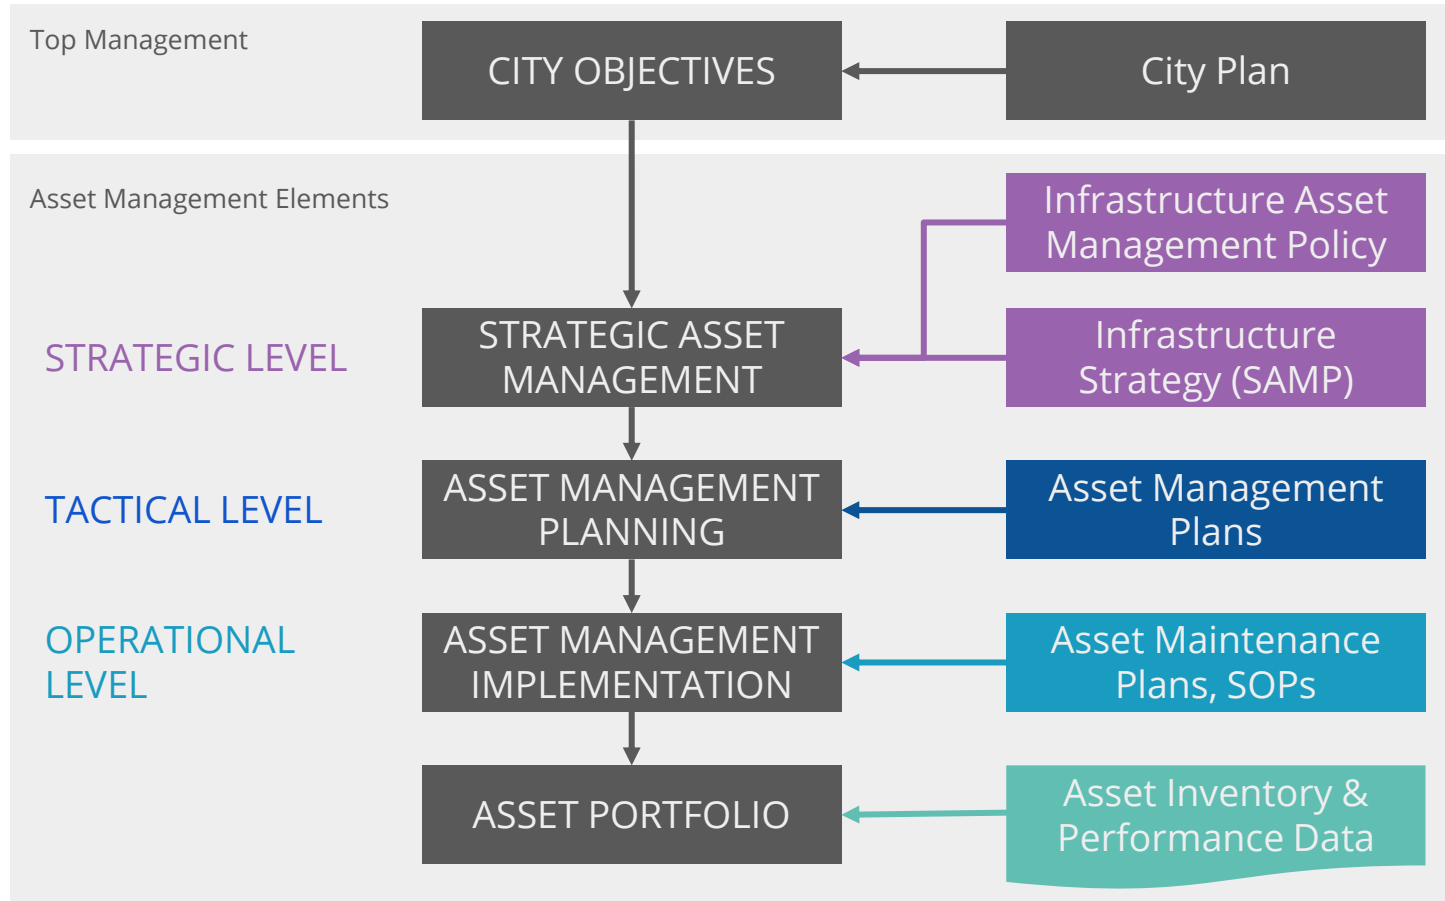 Top Management
CITY OBJECTIVES
City Plan
Asset Management Elements
Infrastructure Asset
Management Policy
STRATEGIC LEVEL
STRATEGIC ASSET
MANAGEMENT
Infrastructure
Strategy (SAMP)
TACTICAL LEVEL
ASSET MANAGEMENT
PLANNING
Asset Management
Plans
OPERATIONAL
LEVEL
ASSET MANAGEMENT
IMPLEMENTATION
Asset Maintenance
Plans, SOPs
ASSET PORTFOLIO
Asset Inventory &
Performance Data